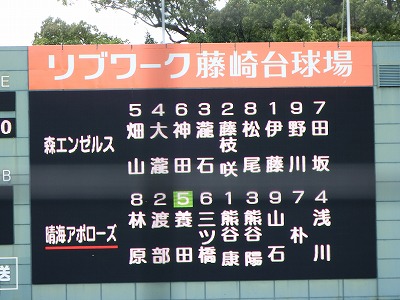 リブワーク藤崎台球場
5 4 6 3 2 8 1 9 7
森エンゼルス 畑山 大瀧 神田 瀧石 藤枝咲 松尾 伊藤 野川 田坂
8 2 5 6 1 3 9 7 4
晴海アポローズ 林原 渡部 養田 三ツ橋 熊谷康 熊谷陽 山石 朴 浅川
E
0
B
送